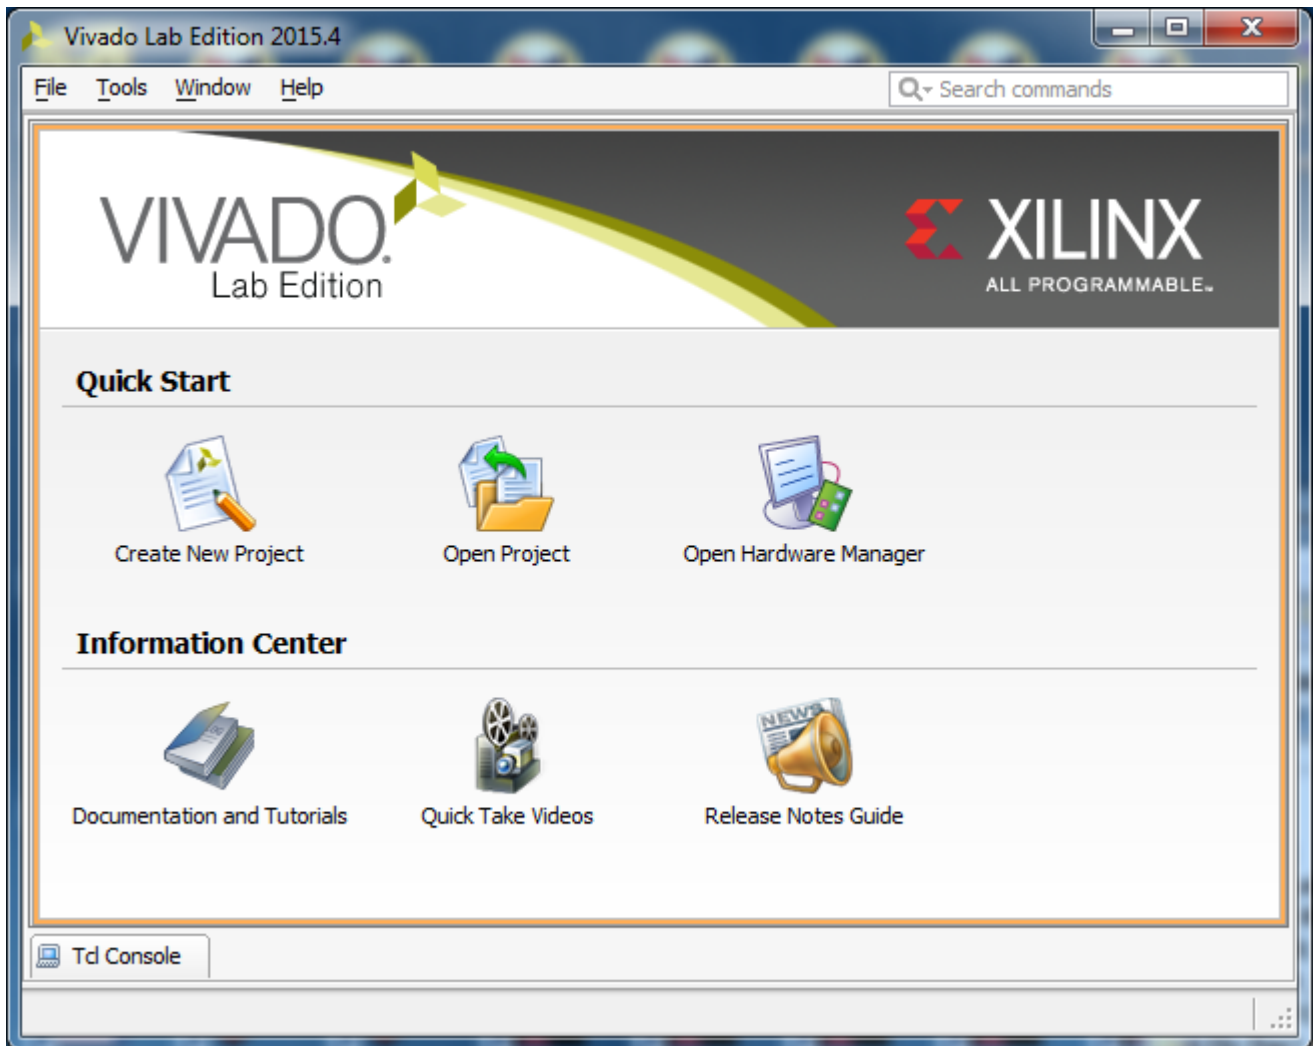 Vivado Lab Edition 2015.4
File Tools Window Help Search commands
VIVADO.
Lab Edition
XILINX
ALL PROGRAMMABLE™
Quick Start
Create New Project Open Project Open Hardware Manager
Information Center
NEWS
Documentation and Tutorials Quick Take Videos Release Notes Guide
Tcl Console